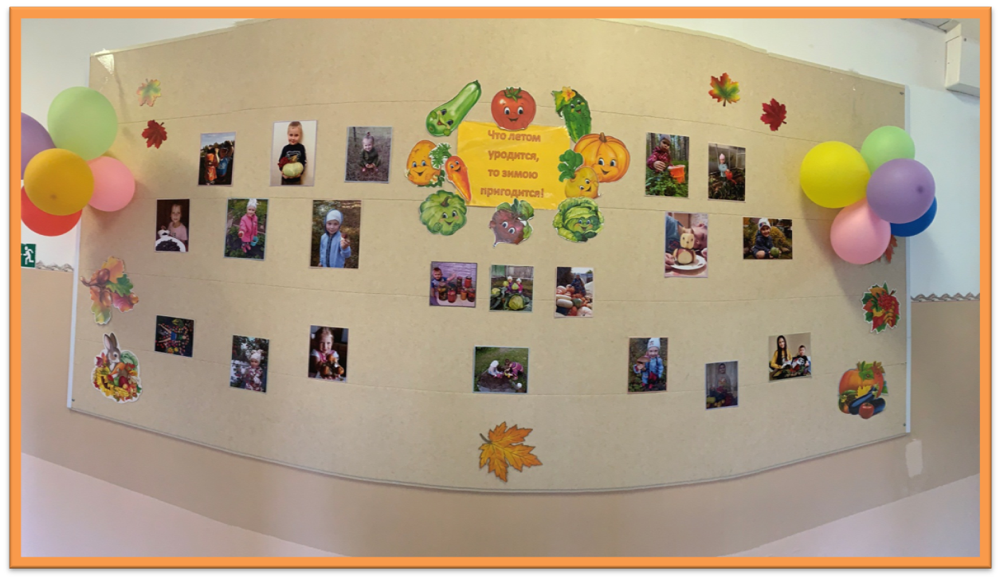 Что летом
уродится,
то зимою
пригодится!